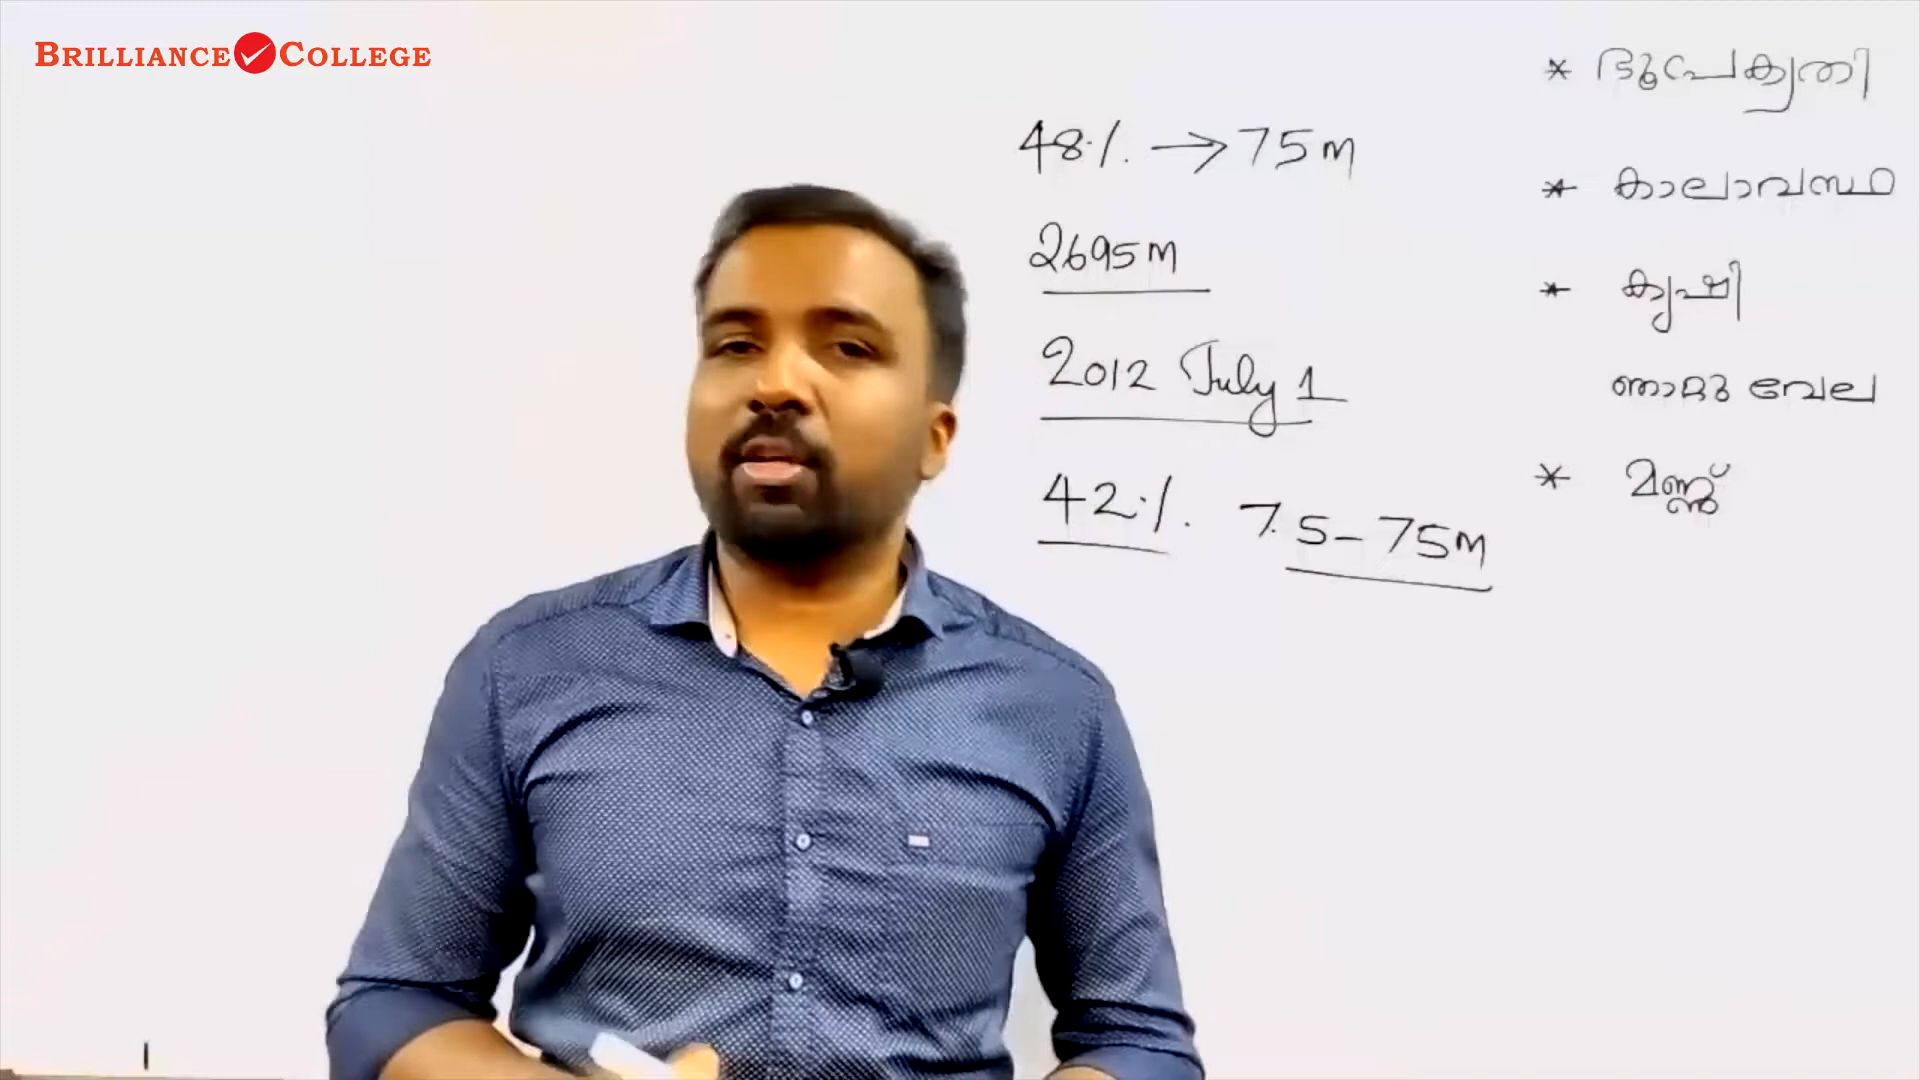 BRILLIANCE COLLEGE
48% → 75m
2695m
2012 July 1
42% 7.5-75m
* ഭൂപ്രകൃതി
* കാലാവസ്ഥ
* കൃഷി
ഞാറ്റുവേല
* മണ്ണ്